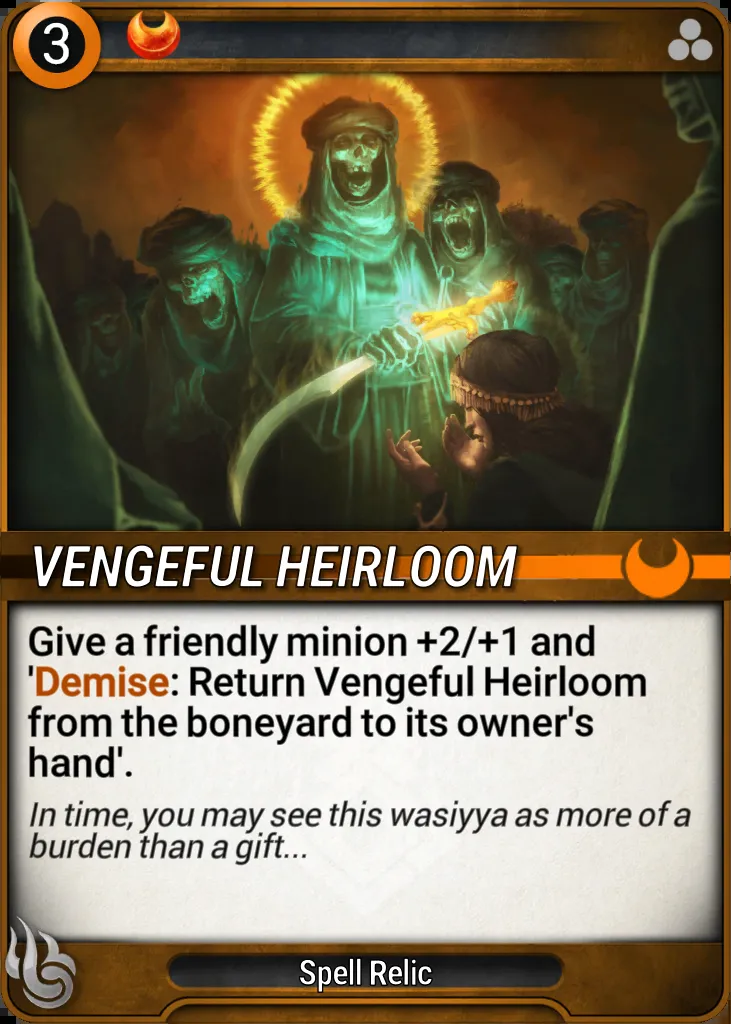 3
VENGEFUL HEIRLOOM
Give a friendly minion +2/+1 and
'Demise: Return Vengeful Heirloom
from the boneyard to its owner's
hand'.
In time, you may see this wasiyya as more of a
burden than a gift...
Spell Relic